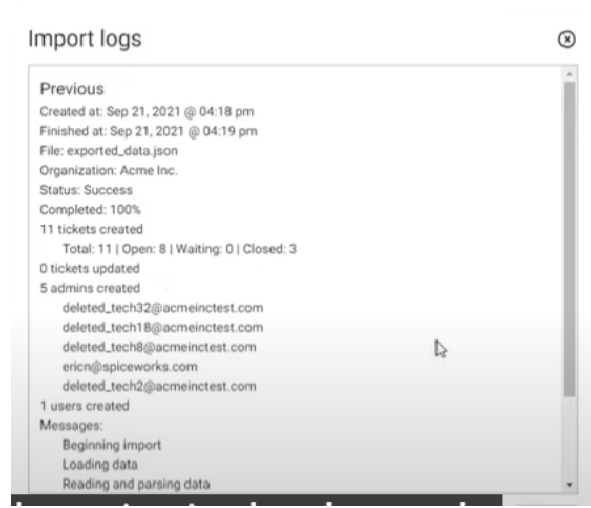 Import logs
Previous
Created at: Sep 21, 2021 @ 04:18 pm
Finished at: Sep 21, 2021 @ 04:19 pm
File: exported_data.json
Organization: Acme Inc.
Status: Success
Completed: 100%
11 tickets created
Total: 11 | Open: 8 | Waiting: 0 | Closed: 3
0 tickets updated
5 admins created
deleted_tech32@acmeinctest.com
deleted_tech18@acmeinctest.com
deleted_tech8@acmeinctest.com
ericn@spiceworks.com
deleted_tech2@acmeinctest.com
1 users created
Messages:
Beginning import
Loading data
Reading and parsing data